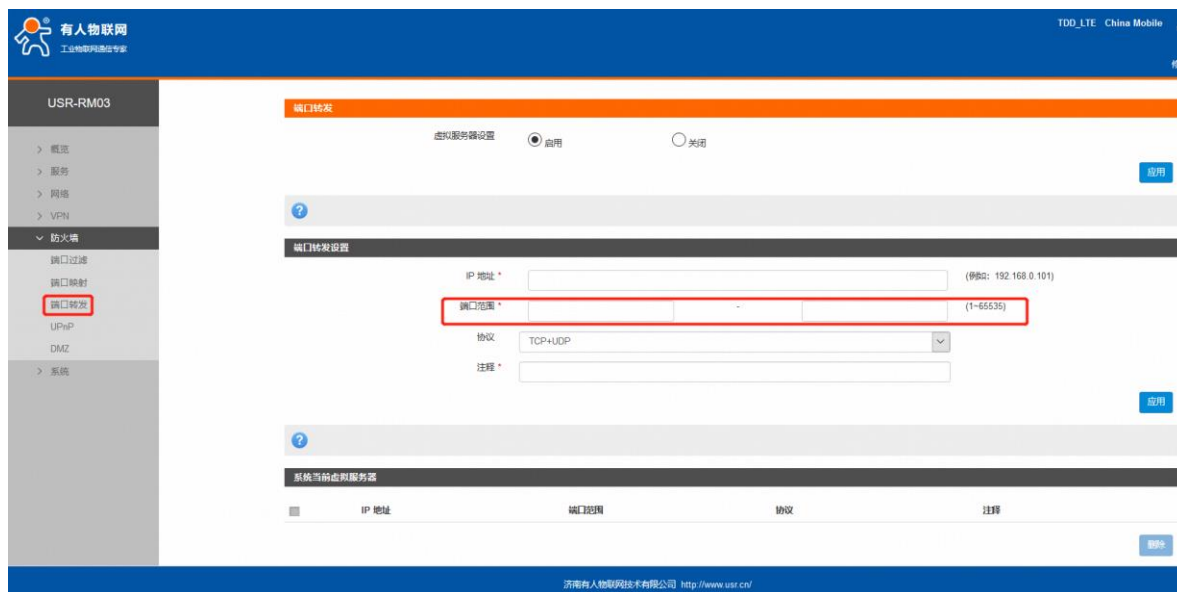 有人物联网
工业物联网通信专家
TDD_LTE China Mobile
USR-RM03
> 概览
> 服务
> 网络
> VPN
防火墙
端口过滤
端口映射
端口转发
UPnP
DMZ
> 系统
端口转发
虚拟服务器设置 启用 关闭
应用
?
端口转发设置
IP 地址 * (例如: 192.168.0.101)
端口范围 * - (1~65535)
协议 TCP+UDP
注释 *
应用
?
系统当前虚拟服务器
IP 地址 端口范围 协议 注释
删除
济南有人物联网技术有限公司 http://www.usr.cn/